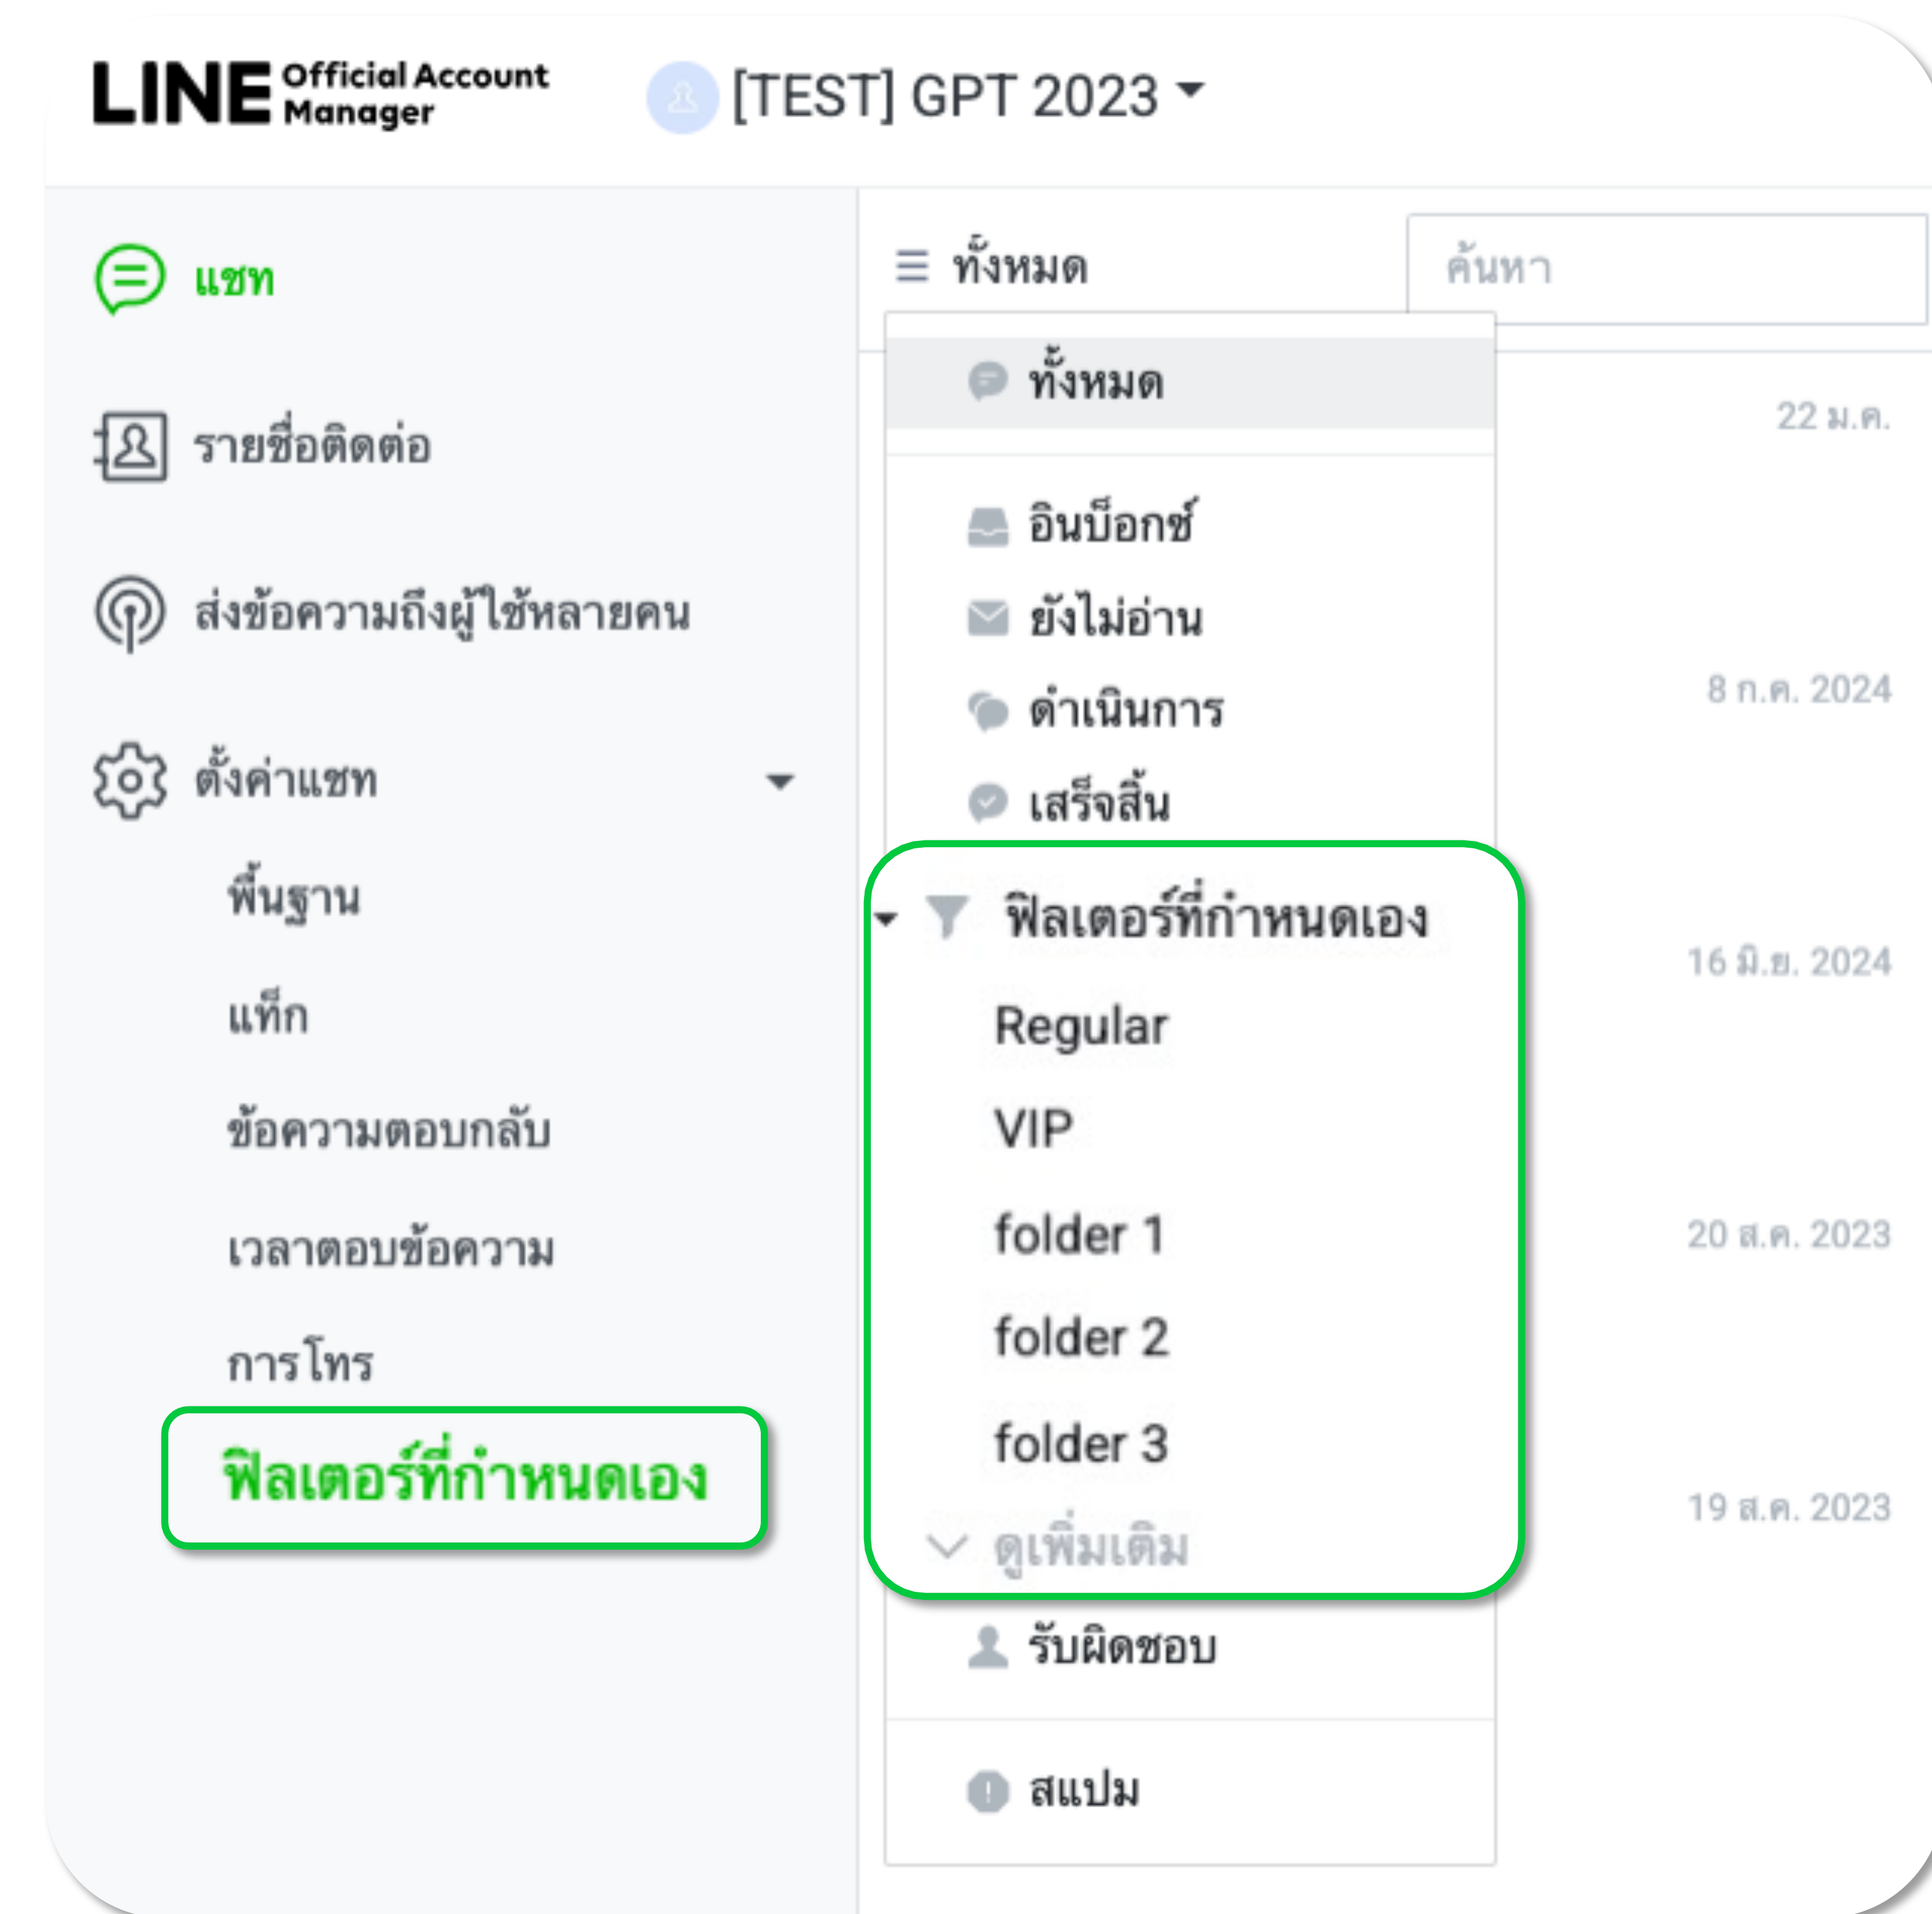 LINE Official Account Manager
[TEST] GPT 2023
แชท
รายชื่อติดต่อ
ส่งข้อความถึงผู้ใช้หลายคน
ตั้งค่าแชท
พื้นฐาน
แท็ก
ข้อความตอบกลับ
เวลาตอบข้อความ
การโทร
ฟิลเตอร์ที่กำหนดเอง
ทั้งหมด
ค้นหา
ทั้งหมด
อินบ็อกซ์
ยังไม่อ่าน
ดำเนินการ
เสร็จสิ้น
ฟิลเตอร์ที่กำหนดเอง
Regular
VIP
folder 1
folder 2
folder 3
ดูเพิ่มเติม
รับผิดชอบ
สแปม
22 ม.ค.
8 ก.ค. 2024
16 มิ.ย. 2024
20 ส.ค. 2023
19 ส.ค. 2023